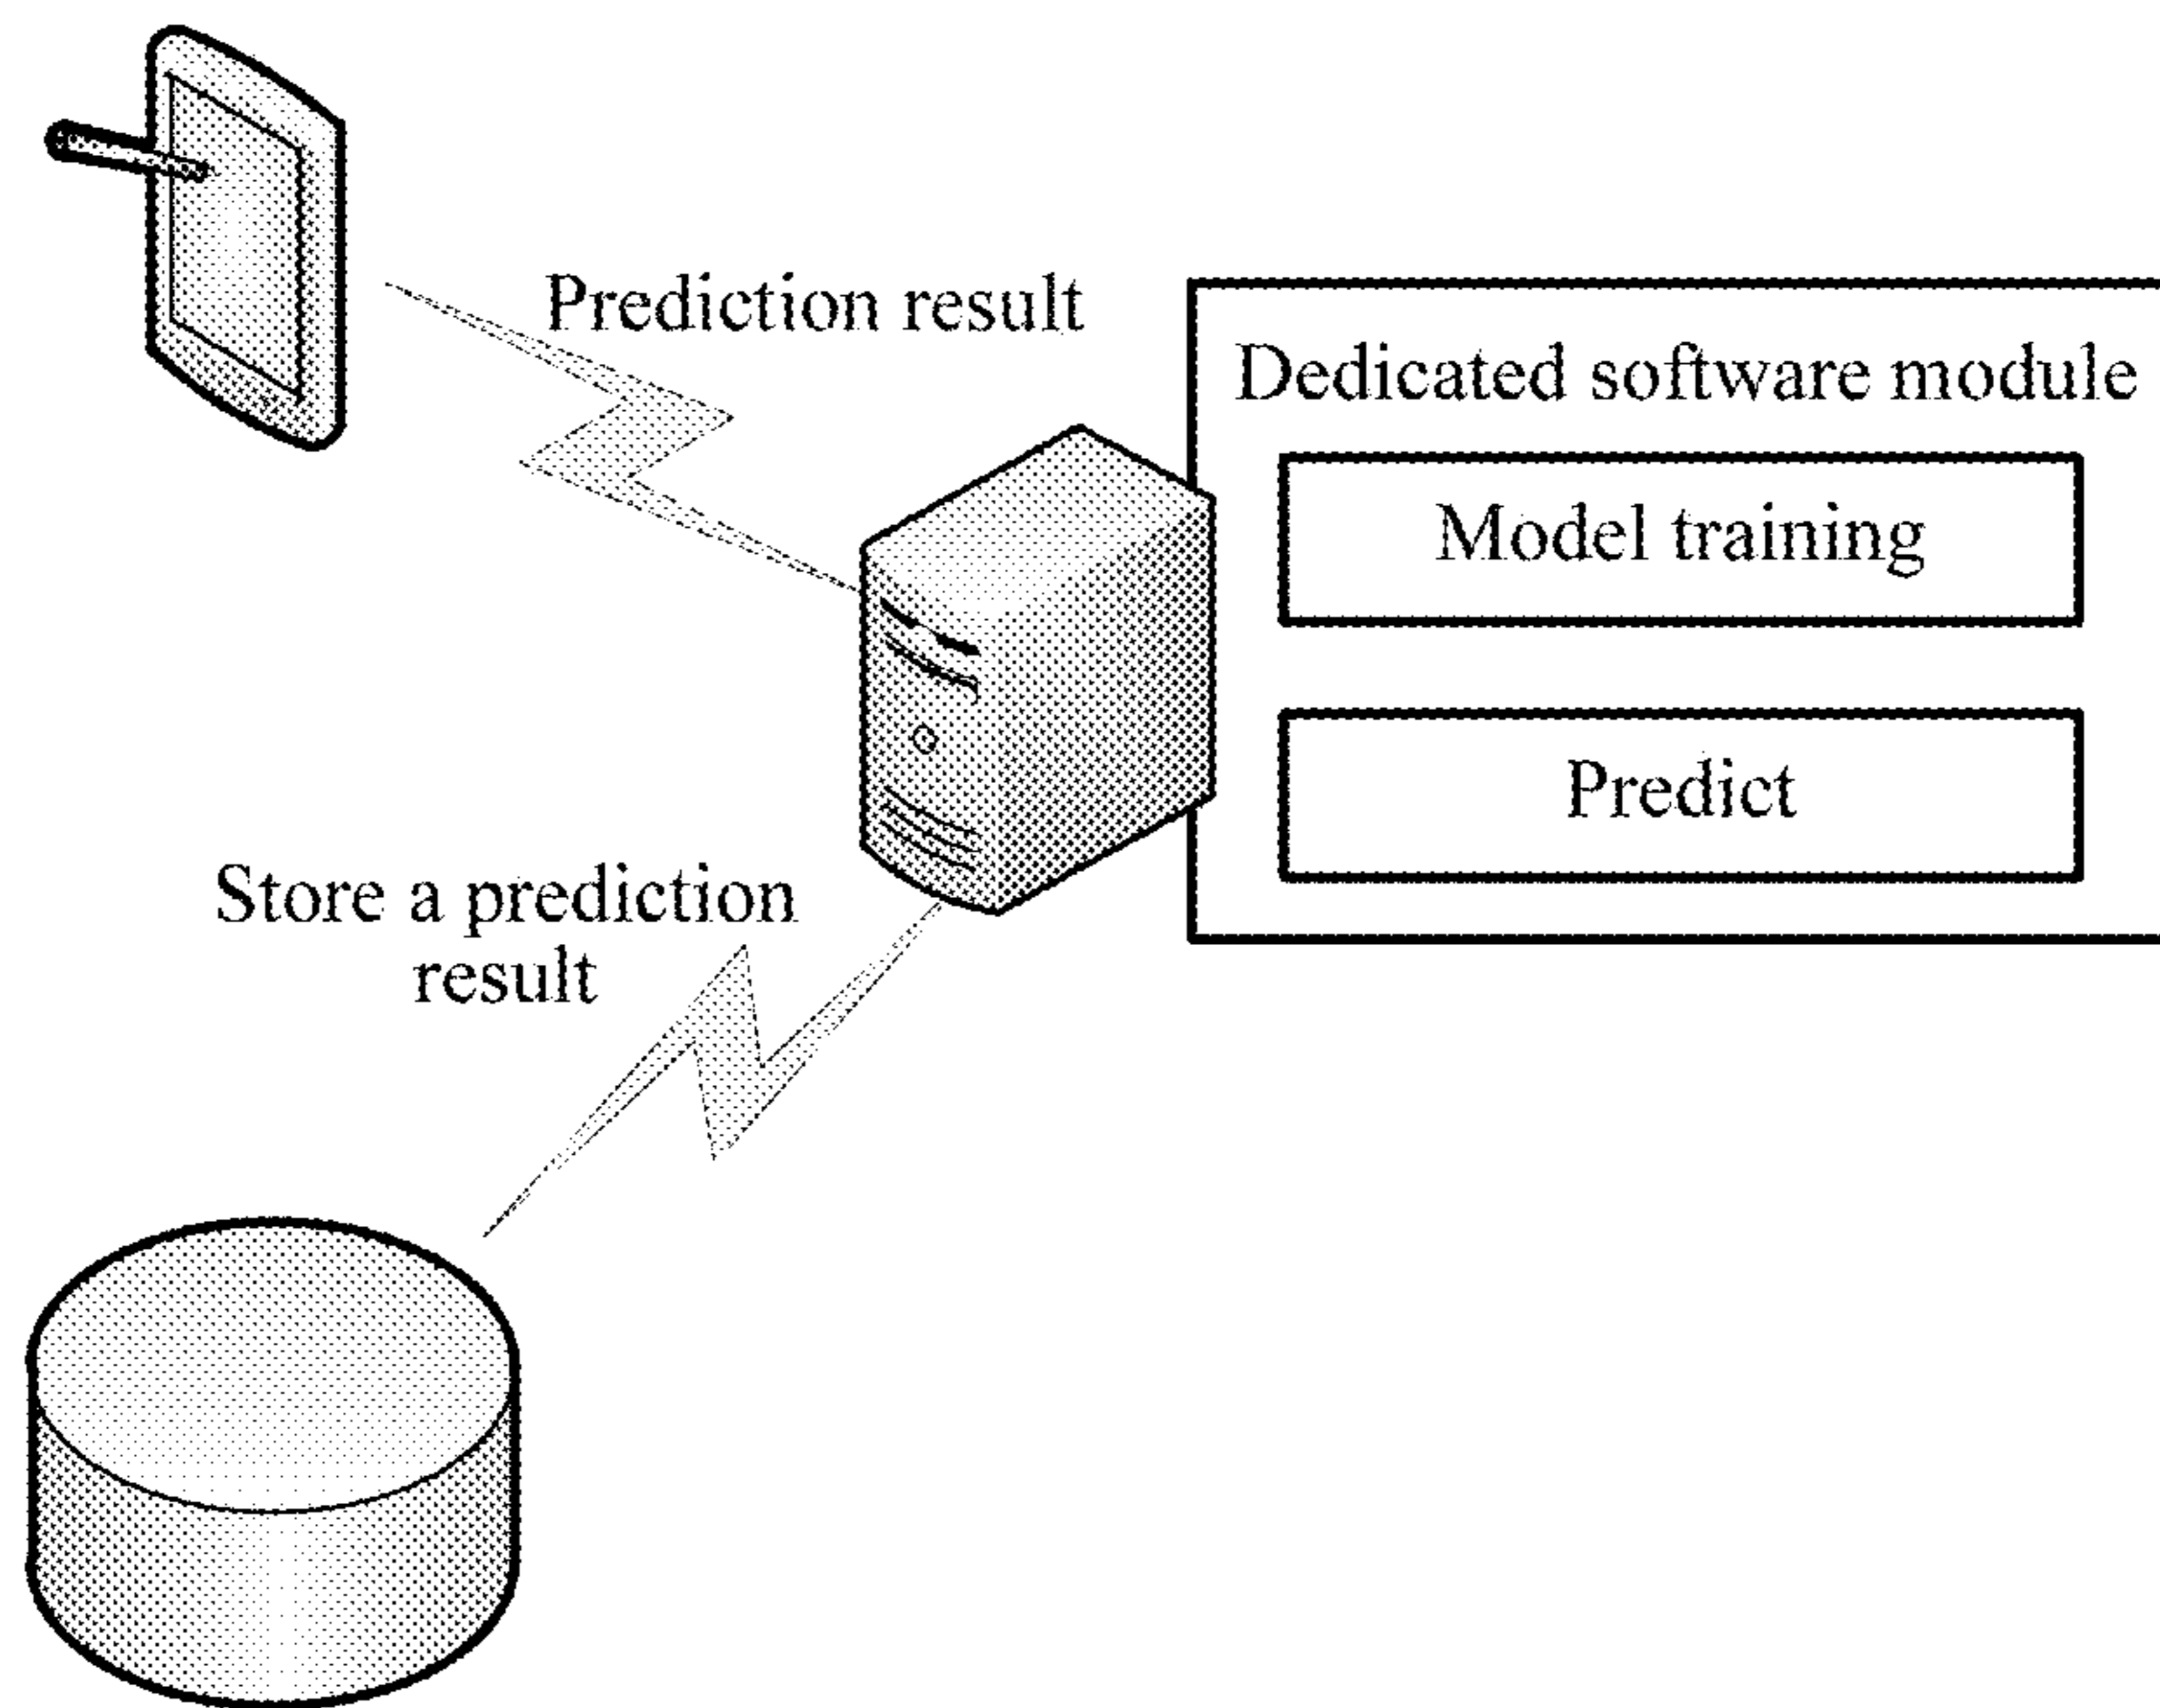 Prediction result
Dedicated software module
Model training
Predict
Store a prediction
result